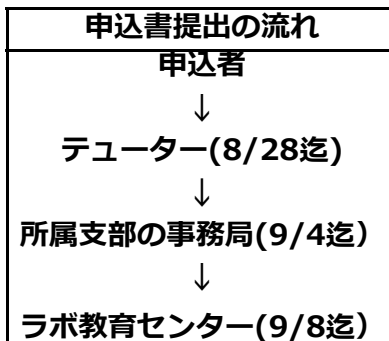 申込書提出の流れ
申込者
↓
テューター(8/28迄)
↓
所属支部の事務局(9/4迄）
↓
ラボ教育センター(9/8迄）